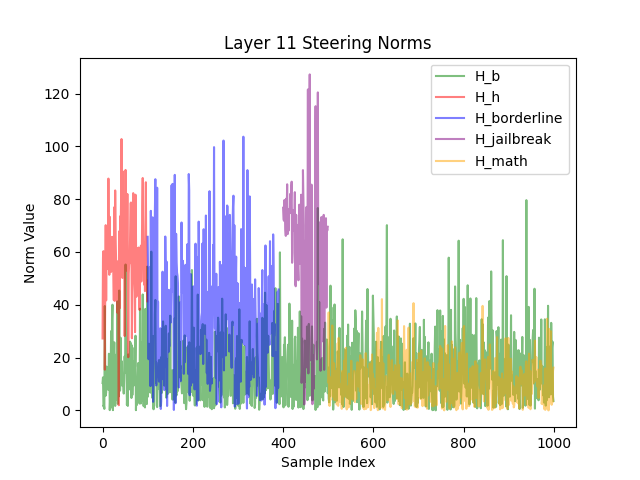 Layer 11 Steering Norms
Norm Value
120
100
80
60
40
20
0
H_b
H_h
H_borderline
H_jailbreak
H_math
0 200 400 600 800 1000
Sample Index